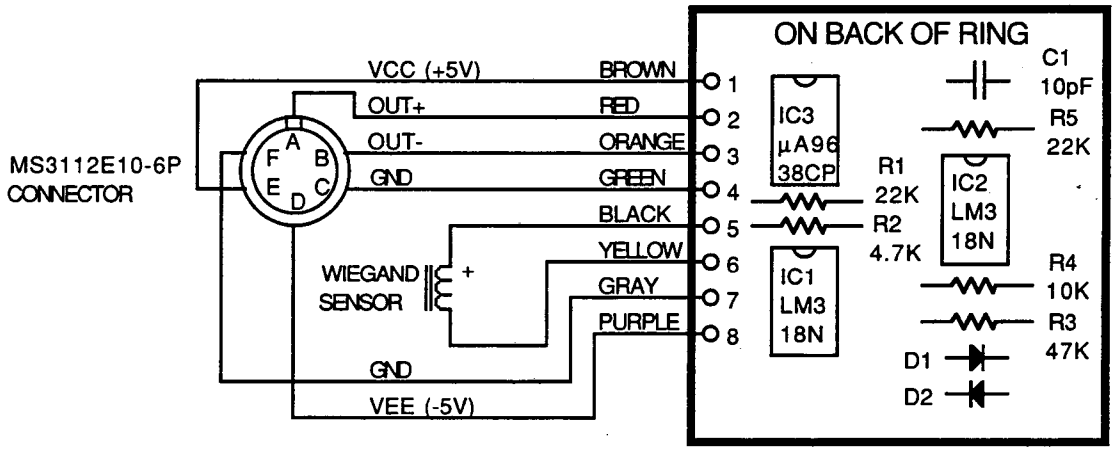 ON BACK OF RING
VCC (+5V)
BROWN
1
OUT+
RED
2
OUT-
ORANGE
3
GND
GREEN
4
BLACK
5
YELLOW
6
GRAY
7
PURPLE
8
GND
VEE (-5V)
MS3112E10-6P
CONNECTOR
A
B
C
D
E
F
WIEGAND
SENSOR
+
IC3
µA96
38CP
R1
22K
R2
4.7K
IC1
LM3
18N
C1
10pF
R5
22K
IC2
LM3
18N
R4
10K
R3
47K
D1
D2